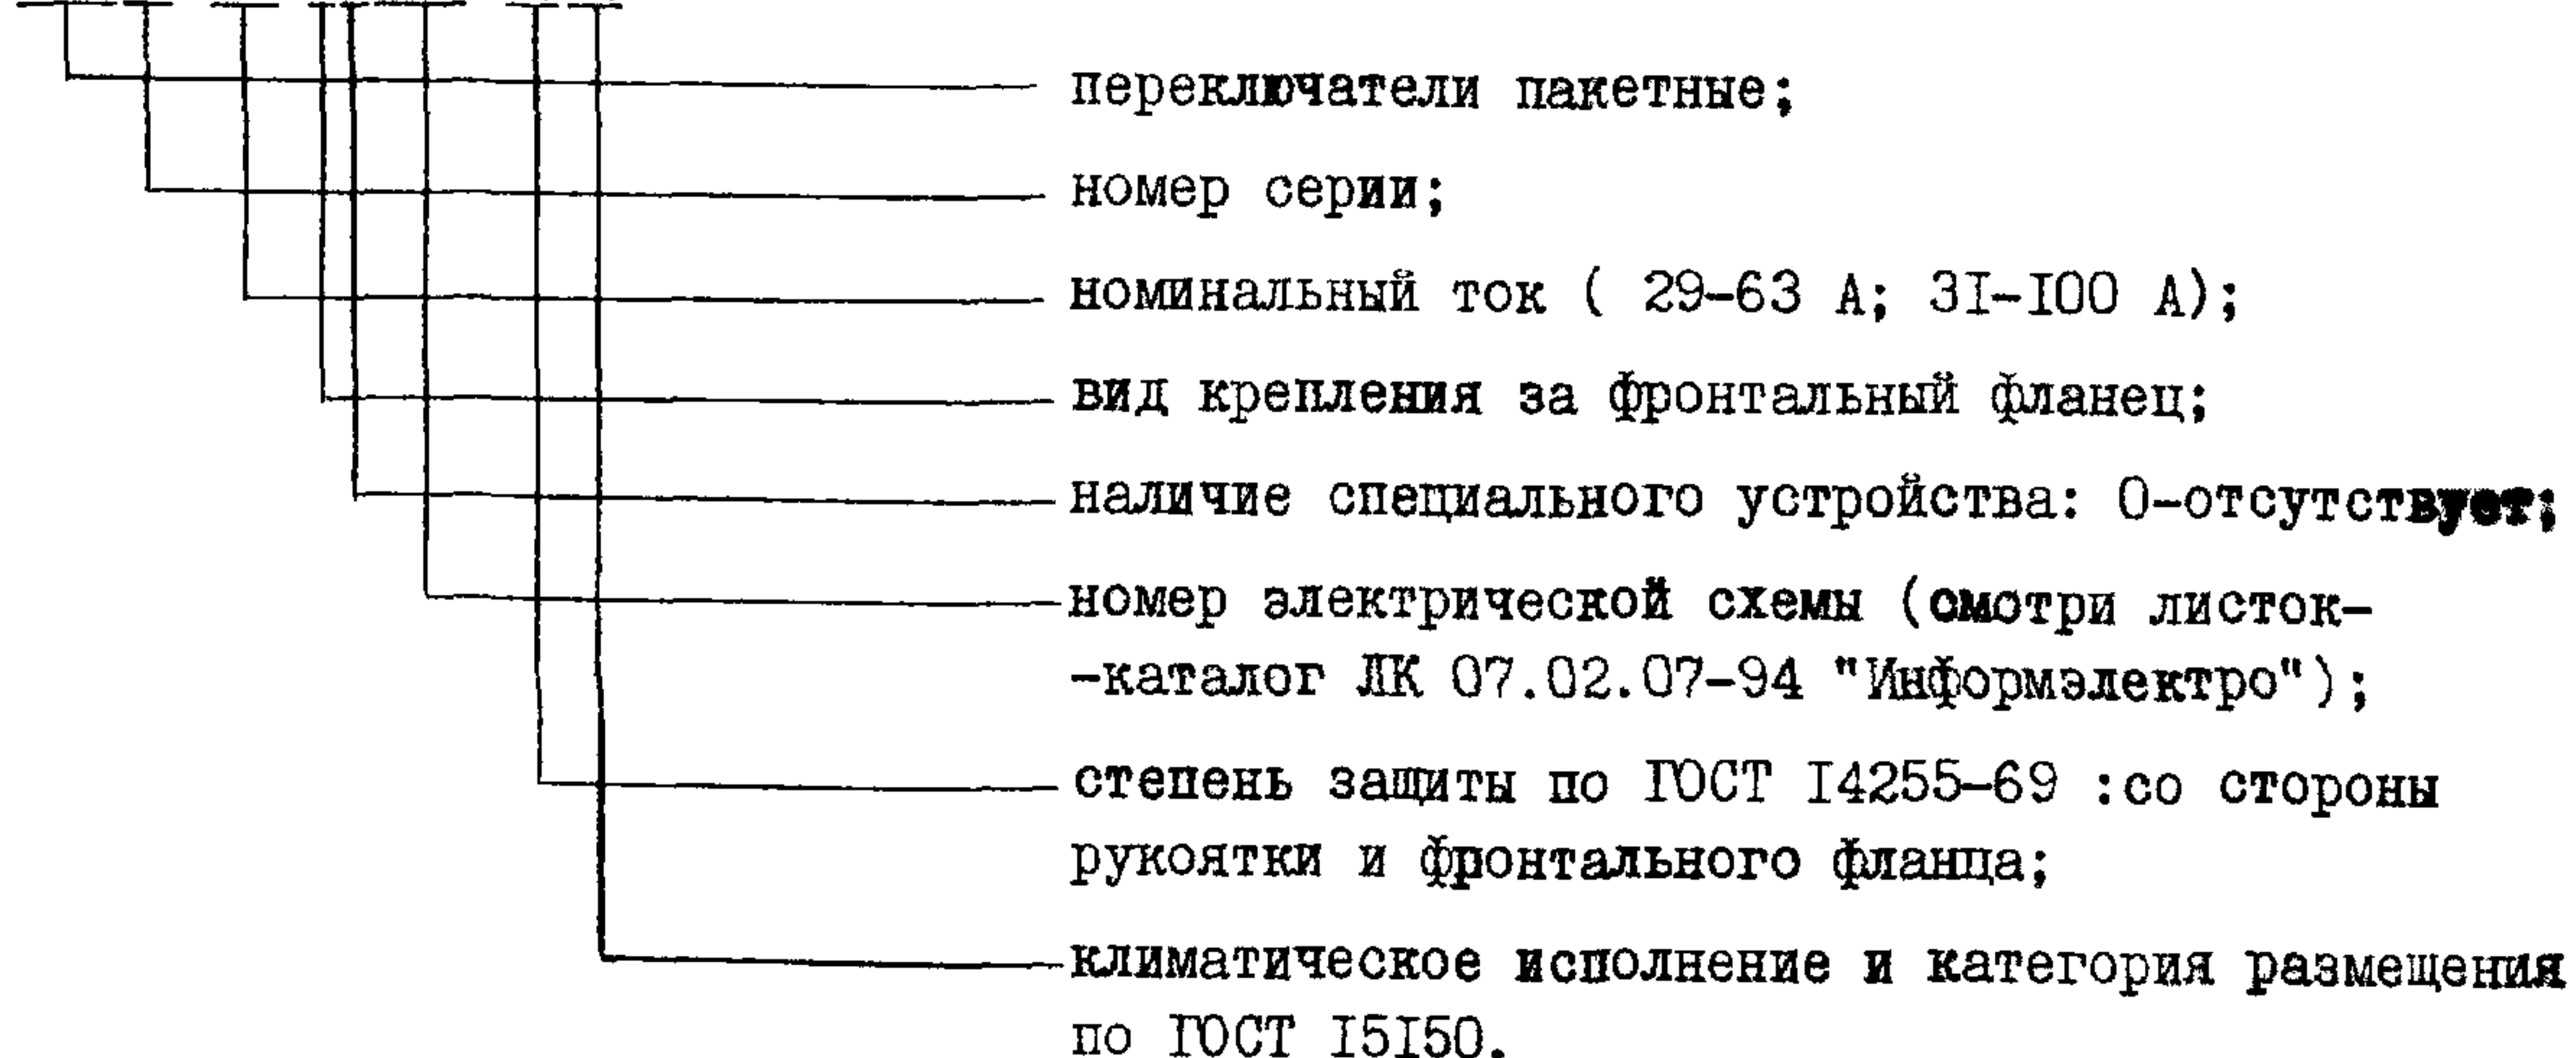 переключатели пакетные;
номер серии;
номинальный ток ( 29-63 А; 3I-I00 А);
вид крепления за фронтальный фланец;
наличие специального устройства: 0-отсутствует;
номер электрической схемы (смотри листок-
-каталог ЛК 07.02.07-94 "Информэлектро");
степень защиты по ГОСТ I4255-69 :со стороны
рукоятки и фронтального фланца;
климатическое исполнение и категория размещения
по ГОСТ I5I50.